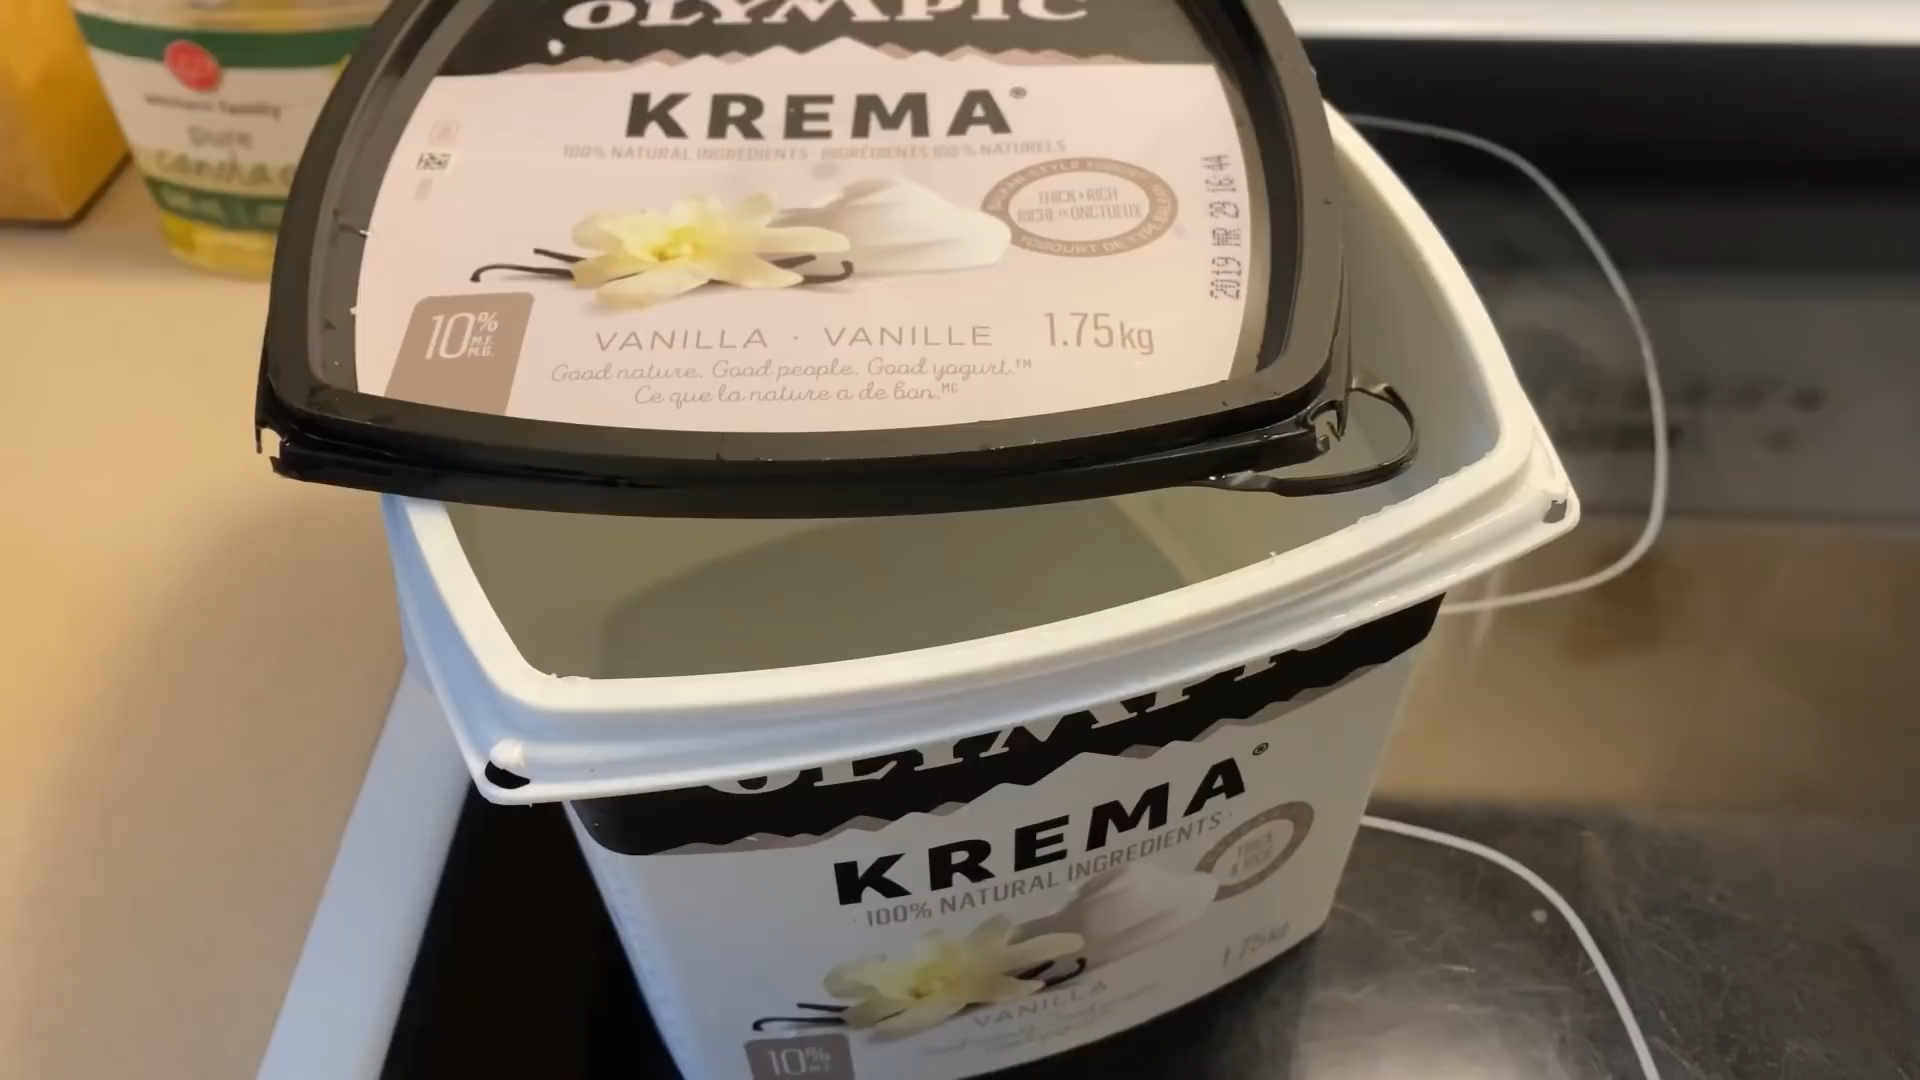 OLYMPIC
KREMA®
100% NATURAL INGREDIENTS · INGRÉDIENTS 100 % NATURELS
THICK & RICH
RICHE ET ONCTUEUX
2019 MR 29 16:44
10% M.F. M.G.
VANILLA · VANILLE 1.75kg
Good nature. Good people. Good yogurt.™
Ce que la nature a de bon.MC
pure
OLYMPIC
KREMA®
· 100% NATURAL INGREDIENTS ·
THICK & RICH
1.75kg
VANILLA
10%